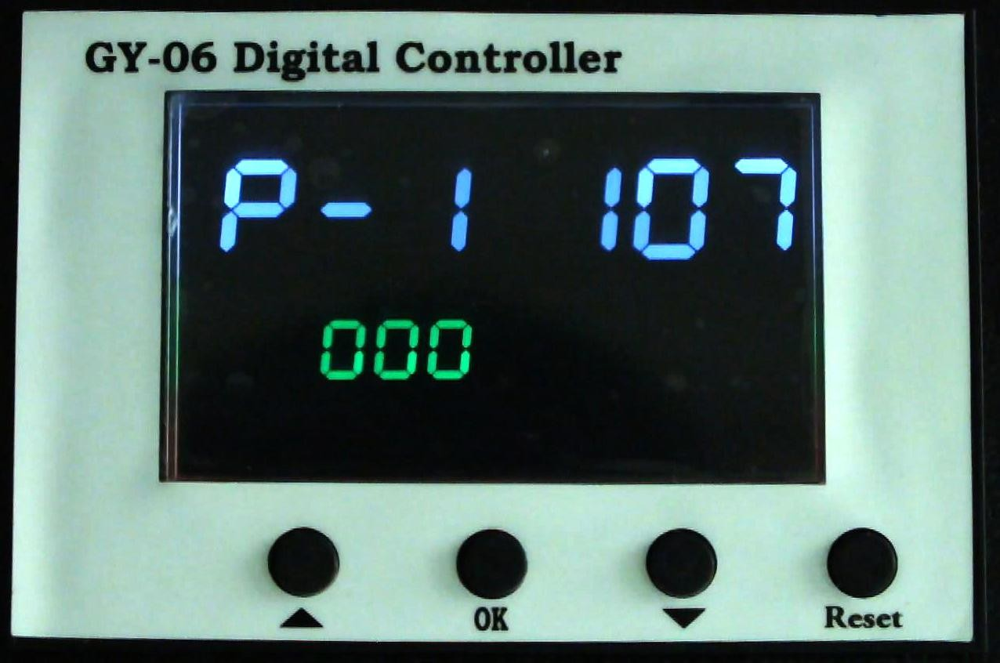 GY-06 Digital Controller
P-1 107
000
▲ OK ▼ Reset